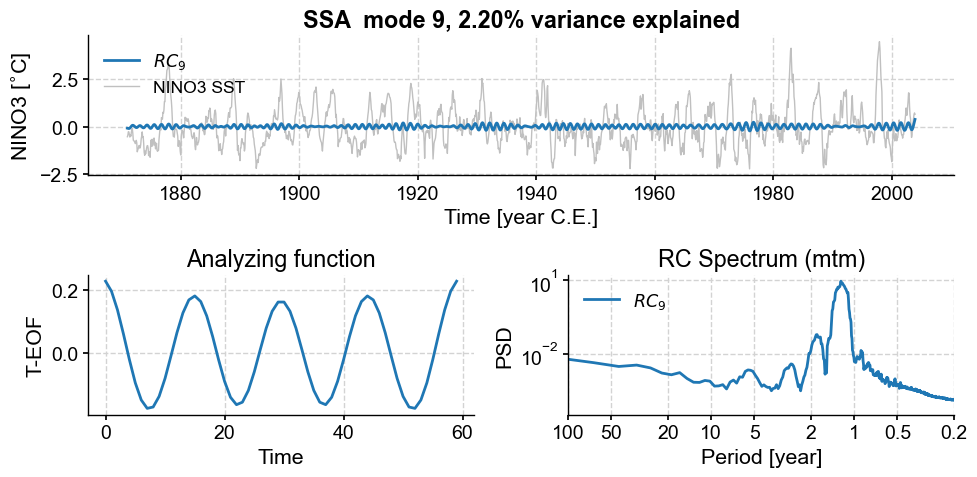 SSA  mode 9, 2.20% variance explained
NINO3 [˚C]
2.5
0.0
−2.5
RC₉
NINO3 SST
1880 1900 1920 1940 1960 1980 2000
Time [year C.E.]
Analyzing function
T-EOF
0.2
0.0
0 20 40 60
Time
RC Spectrum (mtm)
PSD
10¹
10⁻²
RC₉
100 50 20 10 5 2 1 0.5 0.2
Period [year]